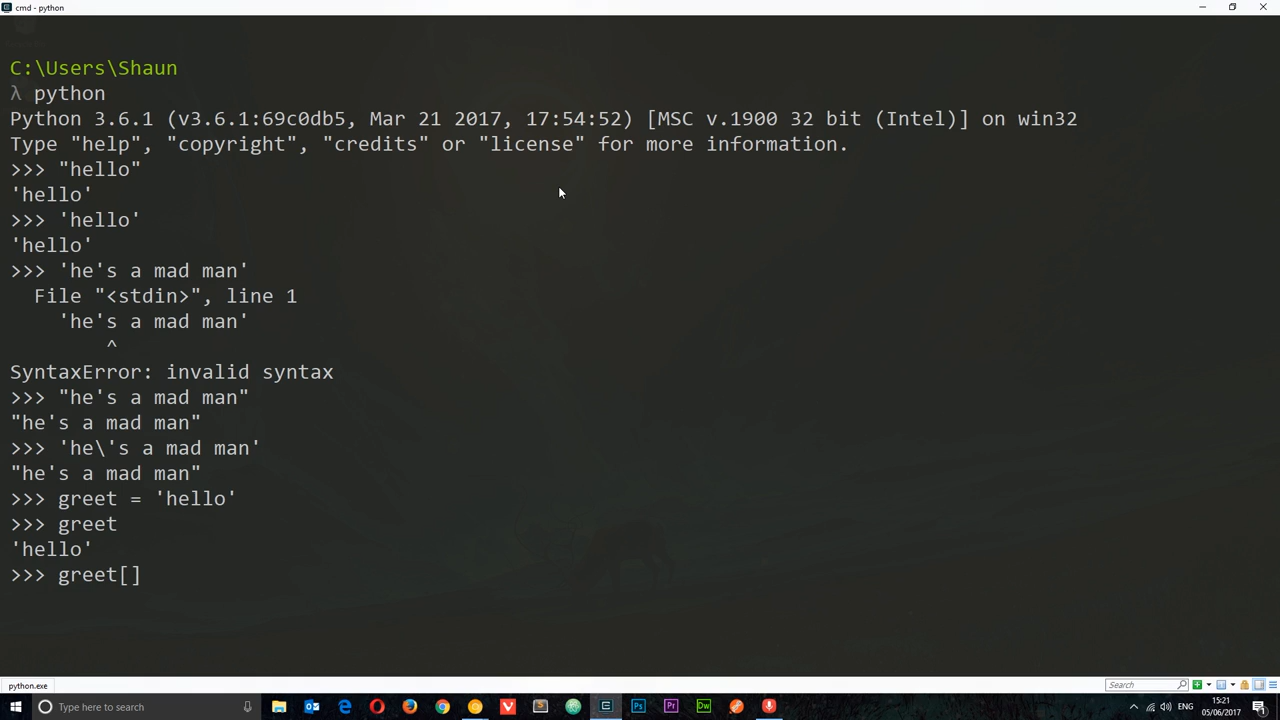 cmd - python
C:\Users\Shaun
λ python
Python 3.6.1 (v3.6.1:69c0db5, Mar 21 2017, 17:54:52) [MSC v.1900 32 bit (Intel)] on win32
Type "help", "copyright", "credits" or "license" for more information.
>>> "hello"
'hello'
>>> 'hello'
'hello'
>>> 'he's a mad man'
  File "<stdin>", line 1
    'he's a mad man'
        ^
SyntaxError: invalid syntax
>>> "he's a mad man"
"he's a mad man"
>>> 'he\'s a mad man'
"he's a mad man"
>>> greet = 'hello'
>>> greet
'hello'
>>> greet[]
python.exe
Search
Type here to search
Ps
Pr
Dw
ENG
15:21
05/06/2017